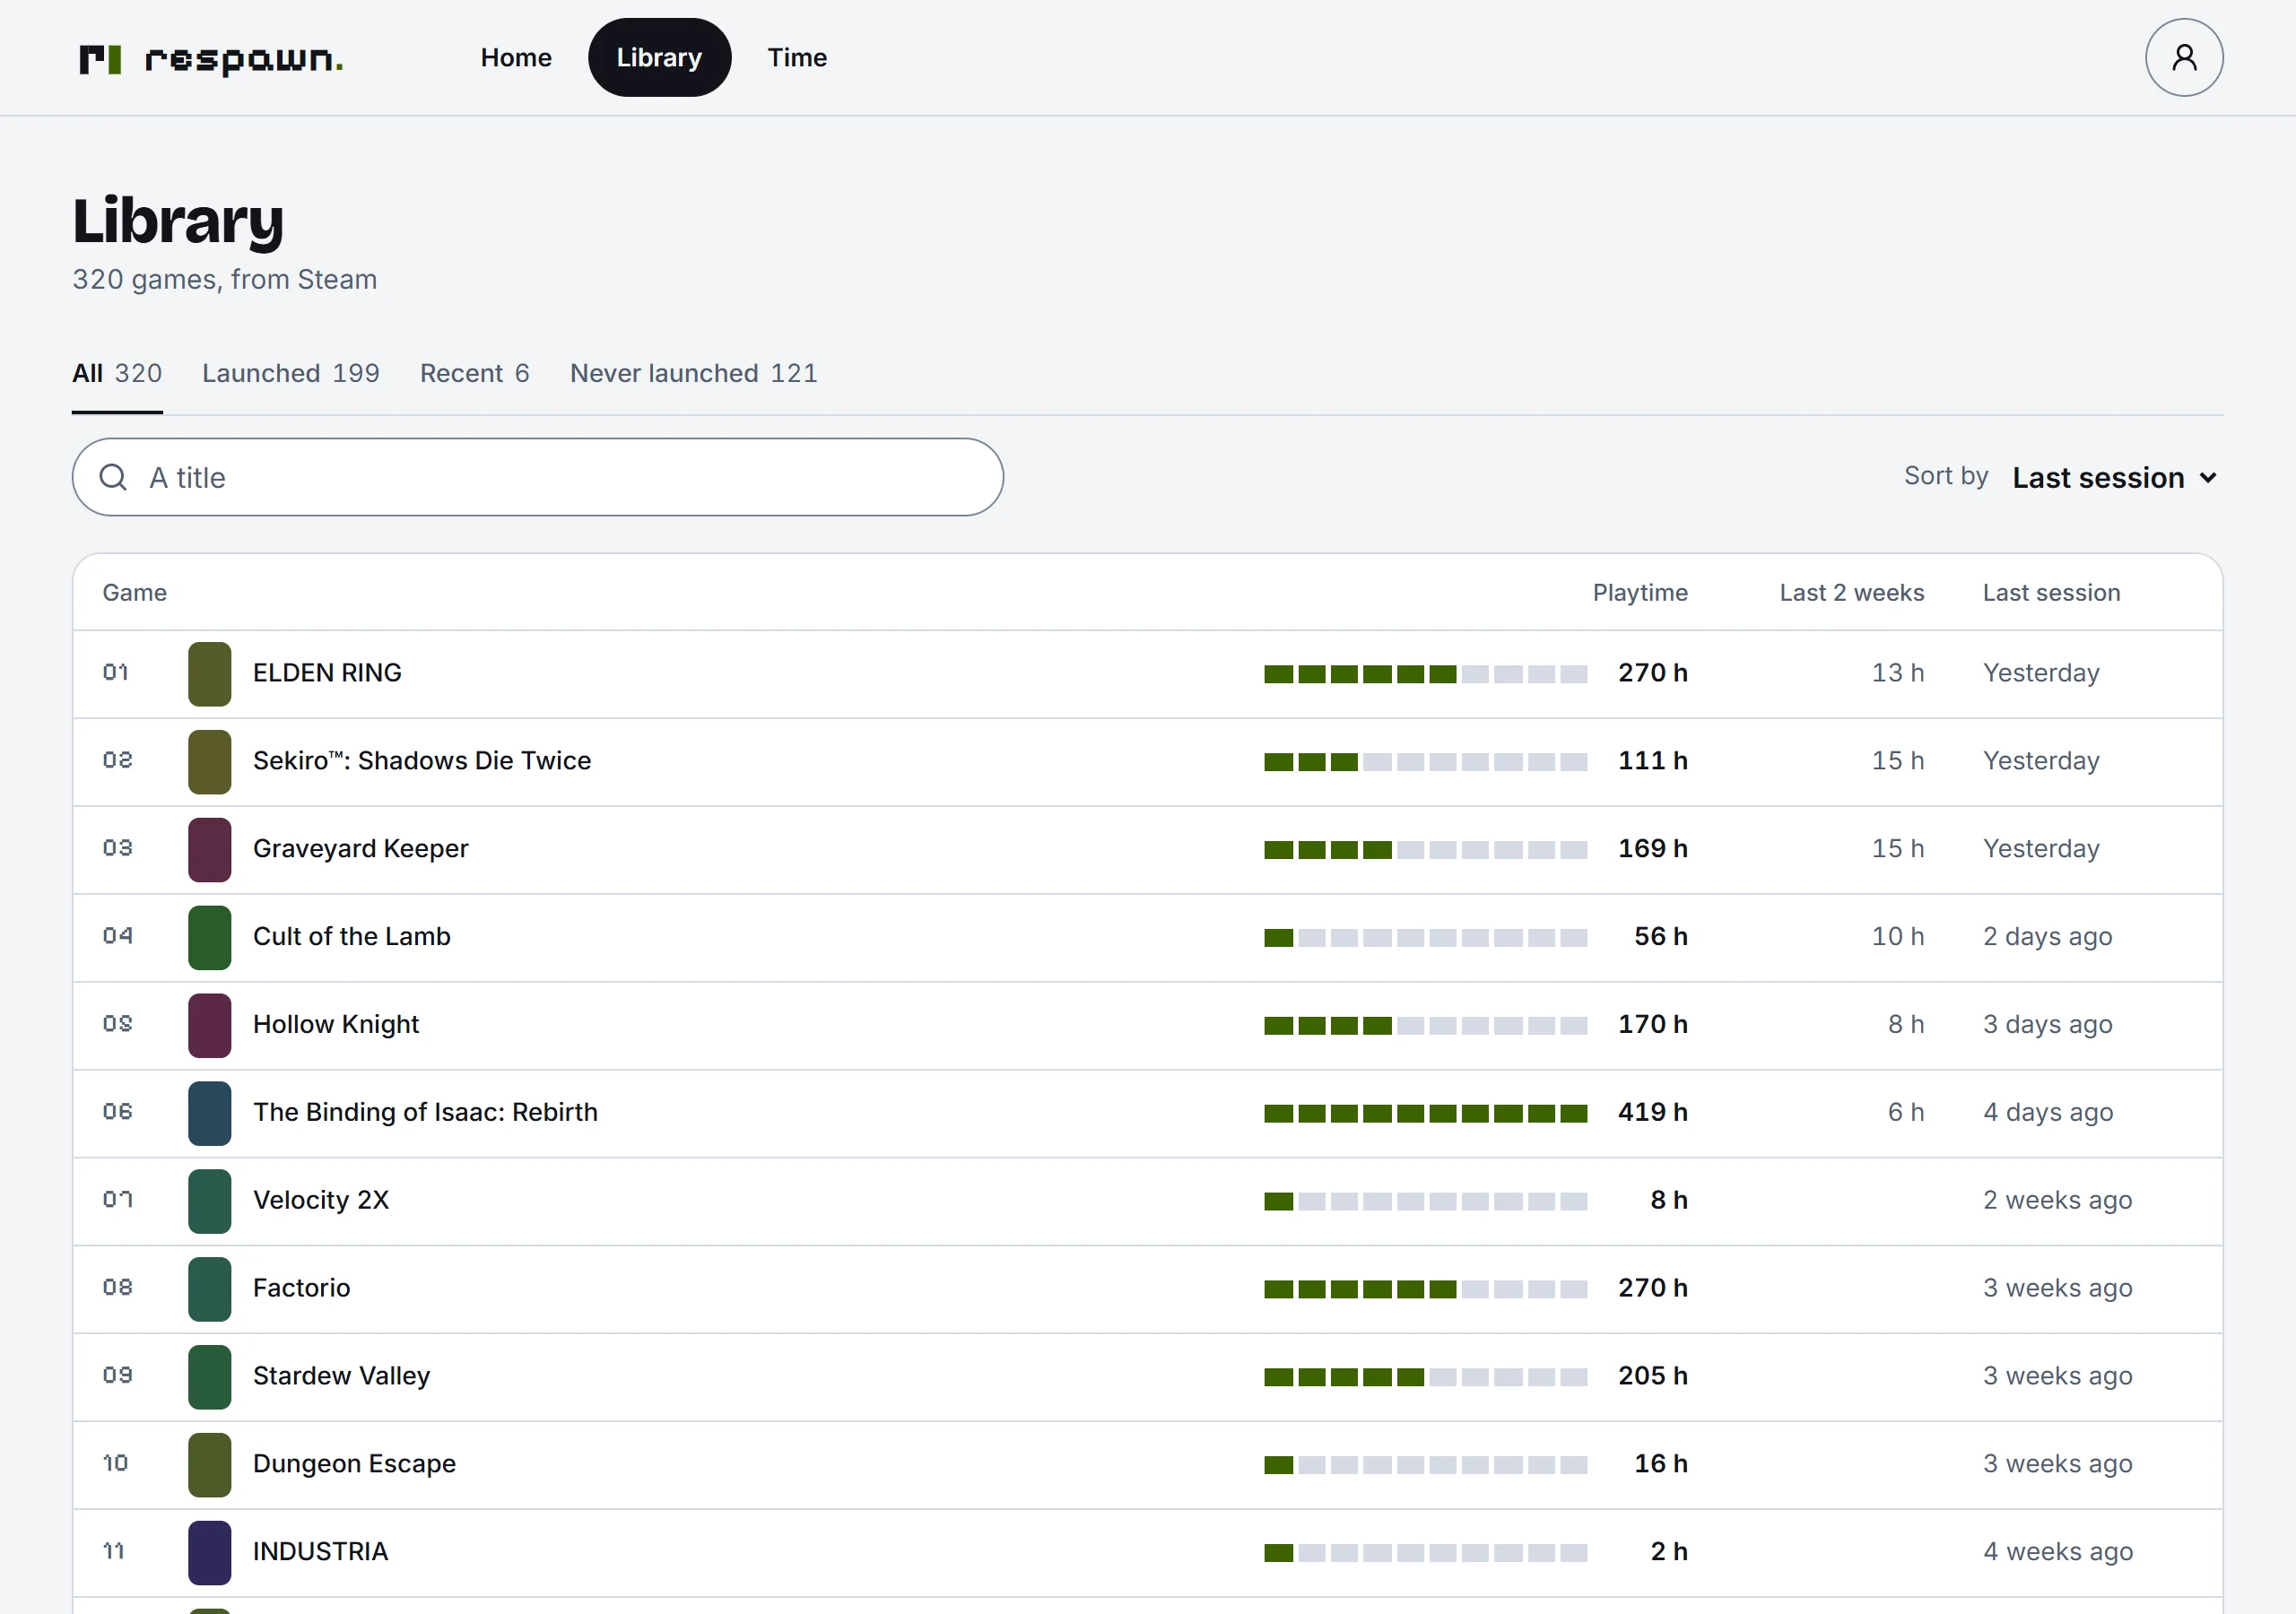 respawn.
Home Library Time
Library
320 games, from Steam
All 320 Launched 199 Recent 6 Never launched 121
A title
Sort by Last session
Game Playtime Last 2 weeks Last session
01 ELDEN RING 270 h 13 h Yesterday
02 Sekiro™: Shadows Die Twice 111 h 15 h Yesterday
03 Graveyard Keeper 169 h 15 h Yesterday
04 Cult of the Lamb 56 h 10 h 2 days ago
05 Hollow Knight 170 h 8 h 3 days ago
06 The Binding of Isaac: Rebirth 419 h 6 h 4 days ago
07 Velocity 2X 8 h 2 weeks ago
08 Factorio 270 h 3 weeks ago
09 Stardew Valley 205 h 3 weeks ago
10 Dungeon Escape 16 h 3 weeks ago
11 INDUSTRIA 2 h 4 weeks ago